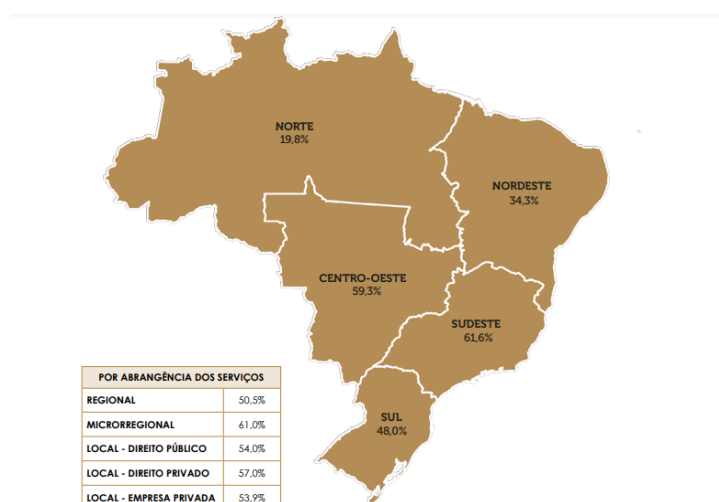 NORTE
19,8%
NORDESTE
34,3%
CENTRO-OESTE
59,3%
SUDESTE
61,6%
SUL
48,0%
POR ABRANGÊNCIA DOS SERVIÇOS
REGIONAL 50,5%
MICRORREGIONAL 61,0%
LOCAL - DIREITO PÚBLICO 54,0%
LOCAL - DIREITO PRIVADO 57,0%
LOCAL - EMPRESA PRIVADA 53,9%